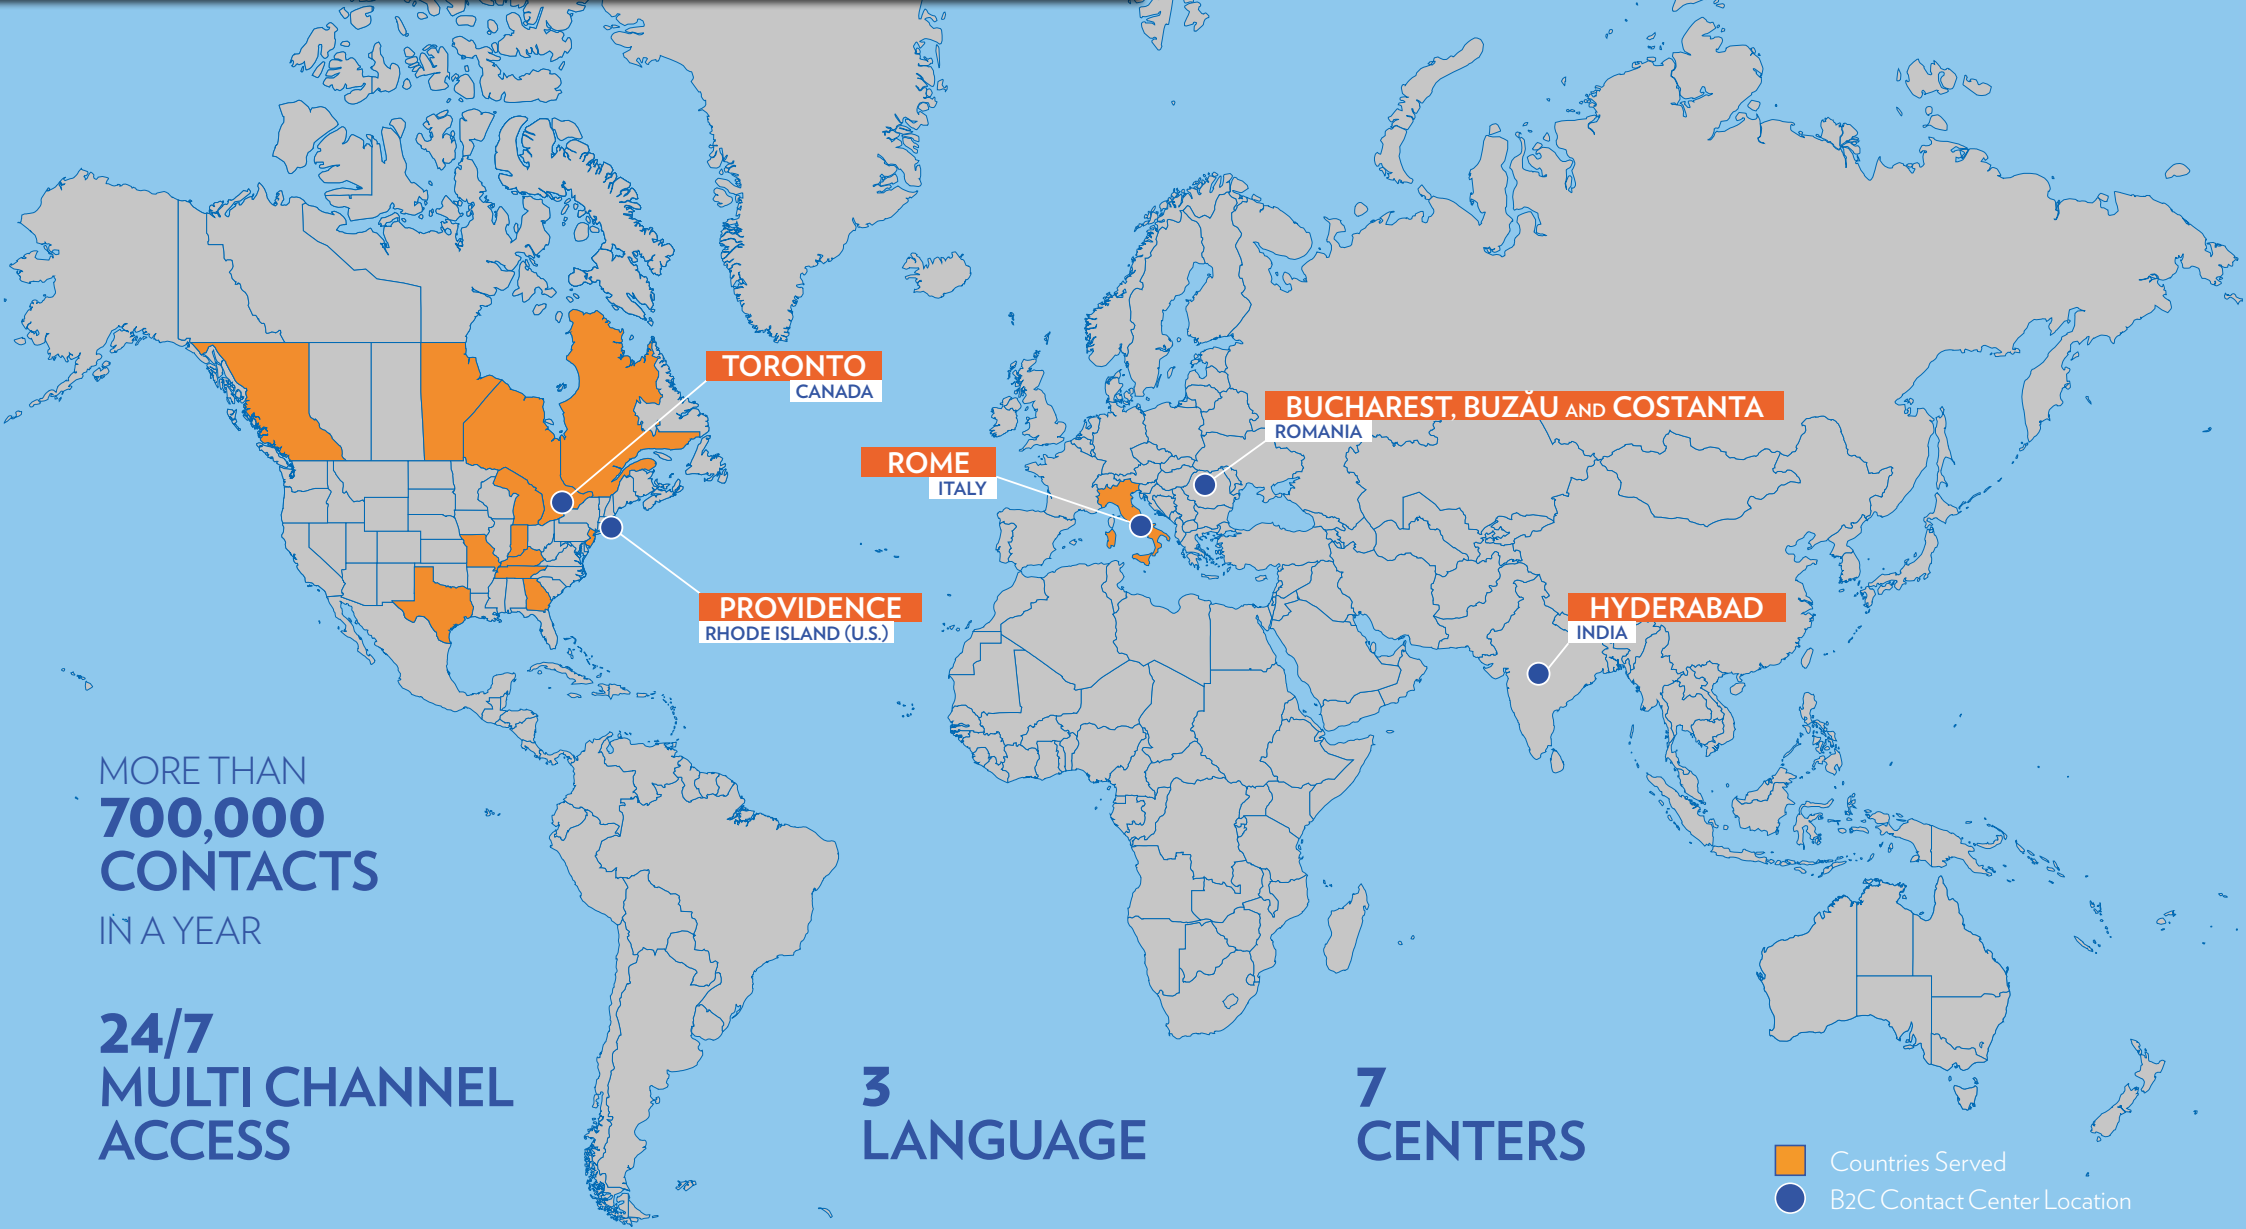 TORONTO
CANADA
BUCHAREST, BUZĂU AND COSTANTA
ROMANIA
ROME
ITALY
PROVIDENCE
RHODE ISLAND (U.S.)
HYDERABAD
INDIA
MORE THAN
700,000
CONTACTS
IN A YEAR
24/7
MULTI CHANNEL
ACCESS
3
LANGUAGE
7
CENTERS
Countries Served
B2C Contact Center Location